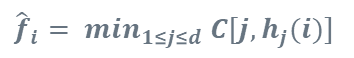 f̂ᵢ = min₁≤ⱼ≤d C[j, hⱼ(i)]